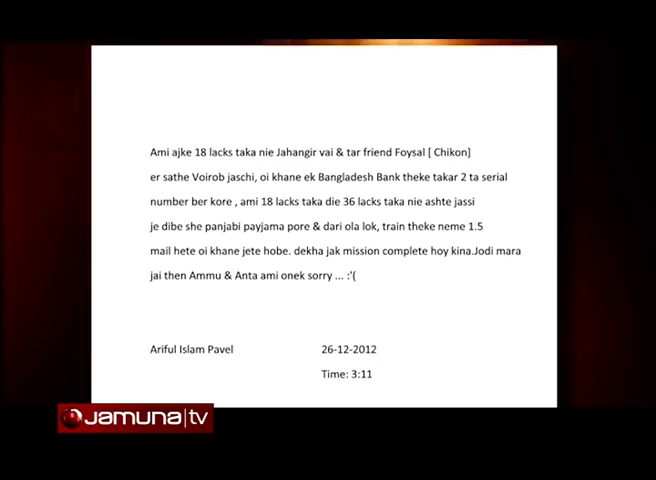 Ami ajke 18 lacks taka nie Jahangir vai & tar friend Foysal [ Chikon]
er sathe Voirob jaschi, oi khane ek Bangladesh Bank theke takar 2 ta serial
number ber kore , ami 18 lacks taka die 36 lacks taka nie ashte jassi
je dibe she panjabi payjama pore & dari ola lok, train theke neme 1.5
mail hete oi khane jete hobe. dekha jak mission complete hoy kina.Jodi mara
jai then Ammu & Anta ami onek sorry ... :'(
Ariful Islam Pavel 26-12-2012
Time: 3:11
Jamuna|tv